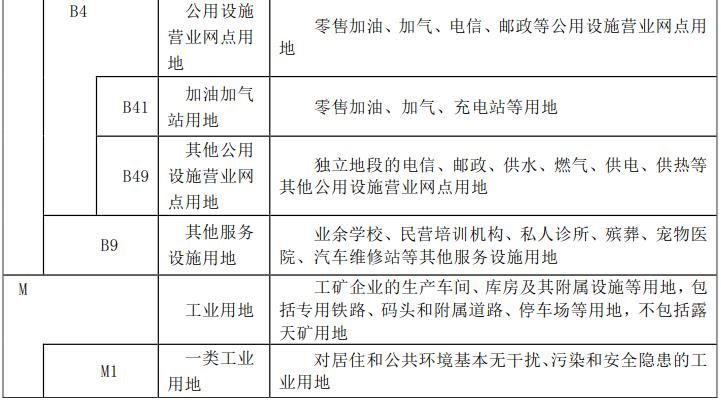 B4
公用设施
营业网点用
地
零售加油、加气、电信、邮政等公用设施营业网点用
地
B41
加油加气
站用地
零售加油、加气、充电站等用地
B49
其他公用
设施营业网
点用地
独立地段的电信、邮政、供水、燃气、供电、供热等
其他公用设施营业网点用地
B9
其他服务
设施用地
业余学校、民营培训机构、私人诊所、殡葬、宠物医
院、汽车维修站等其他服务设施用地
M
工业用地
工矿企业的生产车间、库房及其附属设施等用地，包
括专用铁路、码头和附属道路、停车场等用地，不包括露
天矿用地
M1
一类工业
用地
对居住和公共环境基本无干扰、污染和安全隐患的工
业用地